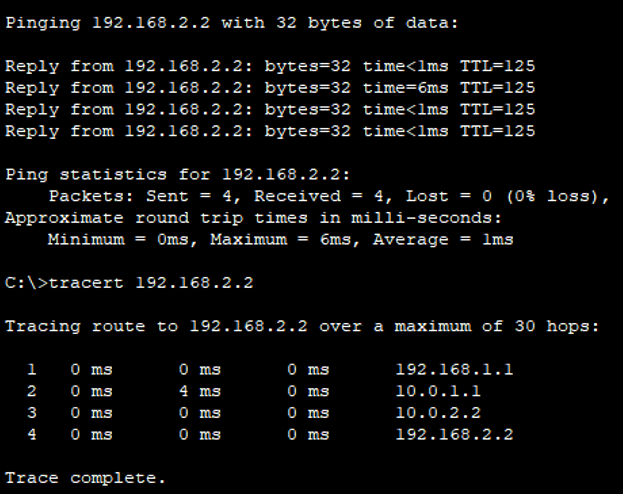 Pinging 192.168.2.2 with 32 bytes of data:
Reply from 192.168.2.2: bytes=32 time<1ms TTL=125
Reply from 192.168.2.2: bytes=32 time=6ms TTL=125
Reply from 192.168.2.2: bytes=32 time<1ms TTL=125
Reply from 192.168.2.2: bytes=32 time<1ms TTL=125
Ping statistics for 192.168.2.2:
Packets: Sent = 4, Received = 4, Lost = 0 (0% loss),
Approximate round trip times in milli-seconds:
Minimum = 0ms, Maximum = 6ms, Average = 1ms
C:\>tracert 192.168.2.2
Tracing route to 192.168.2.2 over a maximum of 30 hops:
1 0 ms 0 ms 0 ms 192.168.1.1
2 0 ms 4 ms 0 ms 10.0.1.1
3 0 ms 0 ms 0 ms 10.0.2.2
4 0 ms 0 ms 0 ms 192.168.2.2
Trace complete.